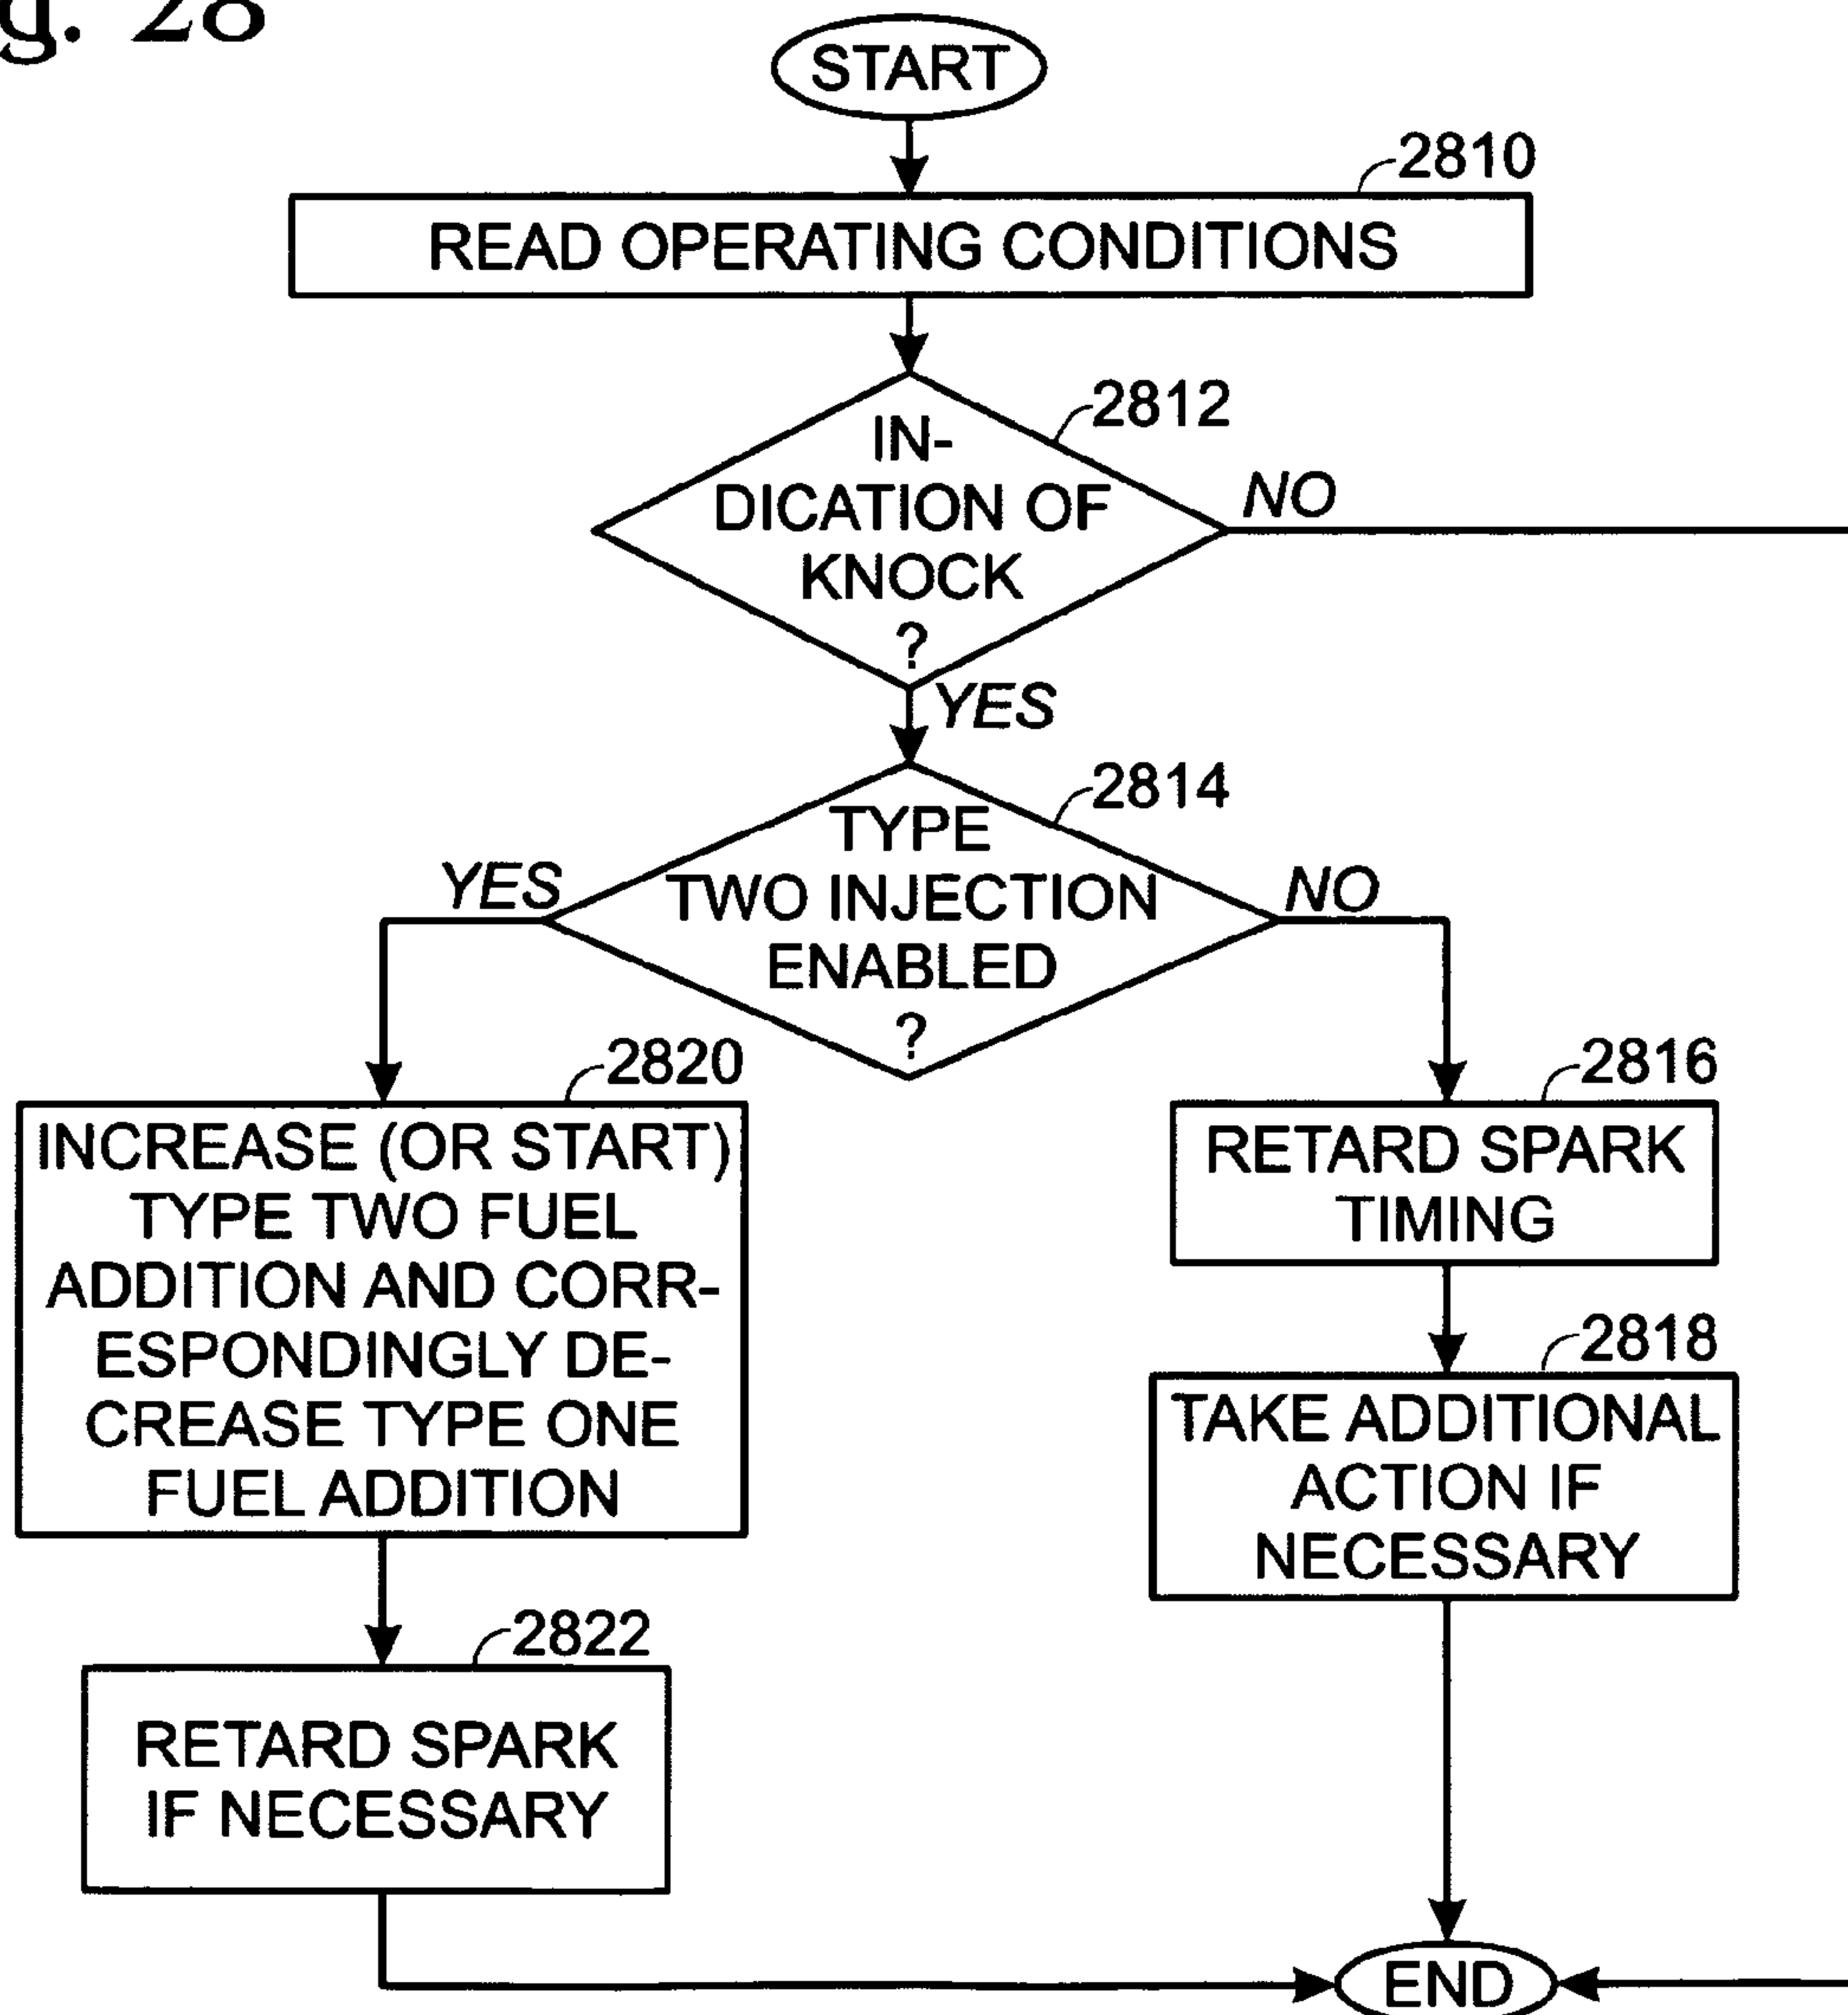 g. 28
START
2810
READ OPERATING CONDITIONS
2812
IN-
DICATION OF
KNOCK
?
NO
YES
2814
TYPE
TWO INJECTION
ENABLED
?
YES
NO
2820
INCREASE (OR START)
TYPE TWO FUEL
ADDITION AND CORR-
ESPONDINGLY DE-
CREASE TYPE ONE
FUEL ADDITION
2816
RETARD SPARK
TIMING
2818
TAKE ADDITIONAL
ACTION IF
NECESSARY
2822
RETARD SPARK
IF NECESSARY
END